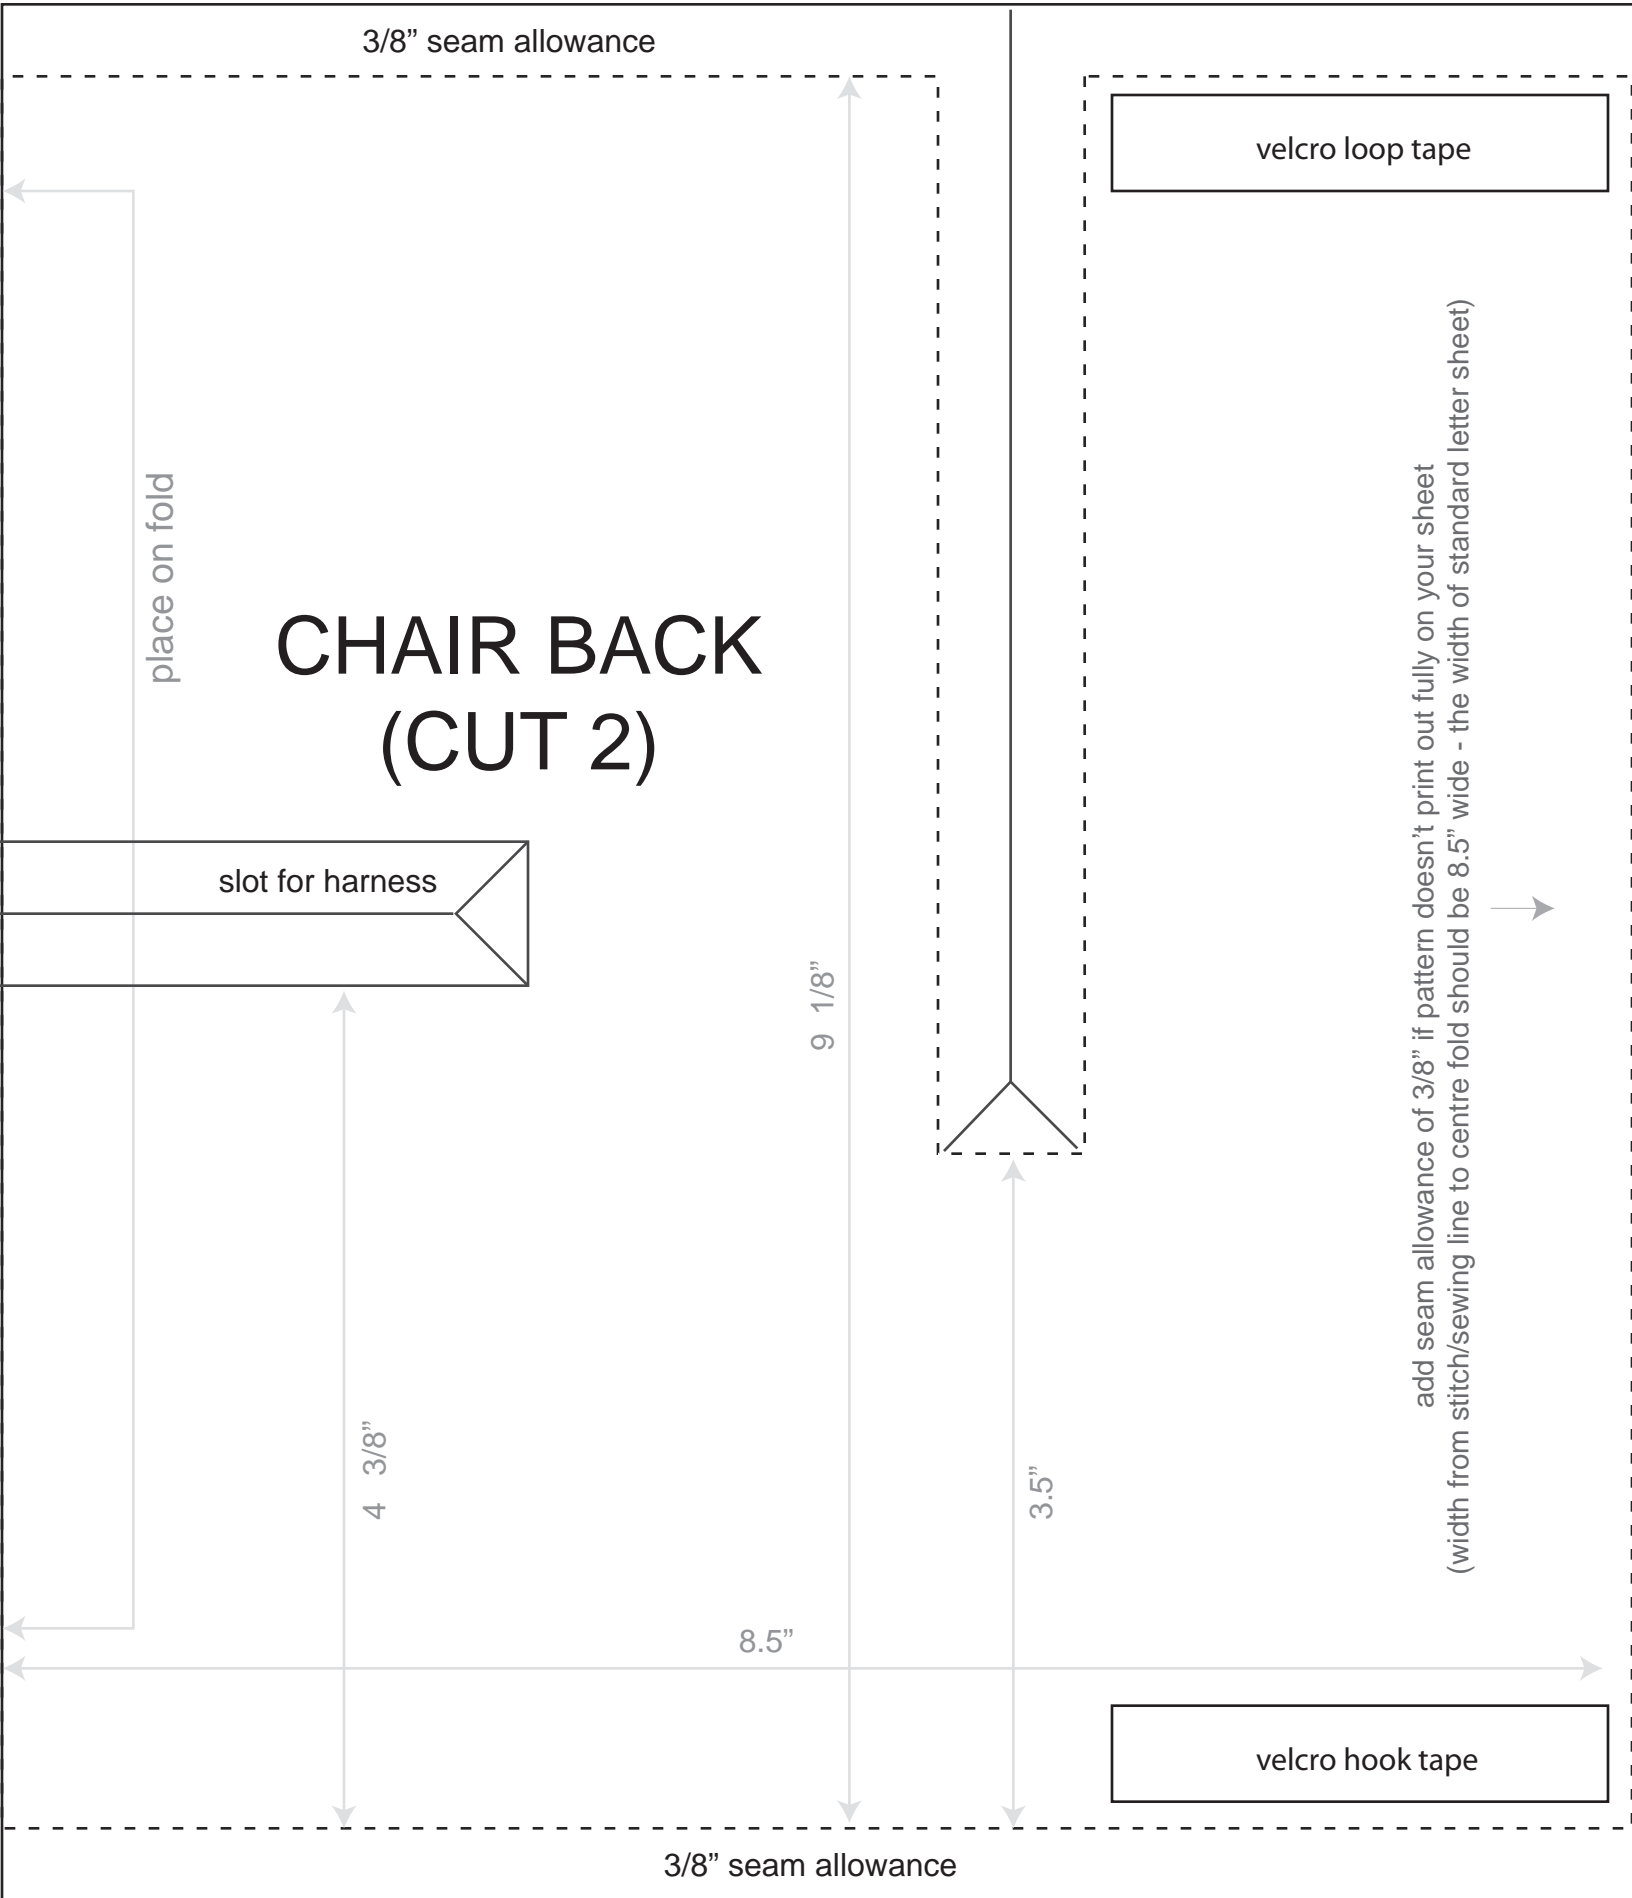 3/8” seam allowance
velcro loop tape
place on fold
CHAIR BACK
(CUT 2)
slot for harness
9 1/8”
add seam allowance of 3/8” if pattern doesn’t print out fully on your sheet
(width from stitch/sewing line to centre fold should be 8.5” wide - the width of standard letter sheet)
4 3/8”
3.5”
8.5”
velcro hook tape
3/8” seam allowance